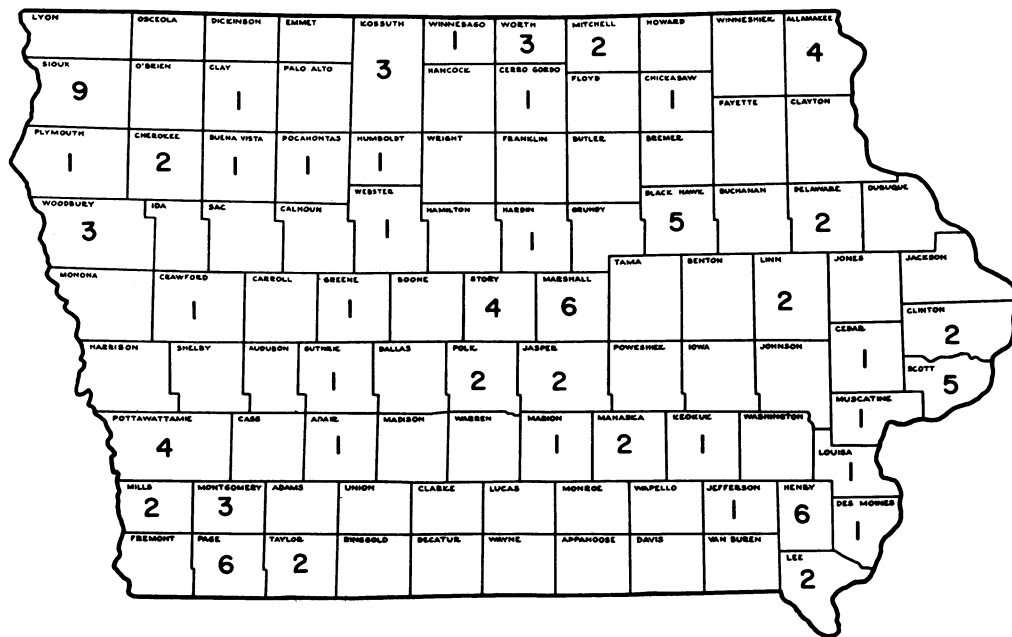 LYON OSCEOLA DICKINSON EMMET KOSSUTH WINNEBAGO WORTH MITCHELL HOWARD WINNESHIEK ALLAMAKEE
3 1 3 2 4
SIOUX O'BRIEN CLAY PALO ALTO HANCOCK CERRO GORDO FLOYD CHICKASAW
9 1 1 1
FAYETTE CLAYTON
PLYMOUTH CHEROKEE BUENA VISTA POCAHONTAS HUMBOLDT WRIGHT FRANKLIN BUTLER BREMER
1 2 1 1 1
WEBSTER BLACK HAWK BUCHANAN DELAWARE DUBUQUE
1 5 2
WOODBURY IDA SAC CALHOUN HAMILTON HARDIN GRUNDY
3 1
MONONA CRAWFORD CARROLL GREENE BOONE STORY MARSHALL TAMA BENTON LINN JONES JACKSON
1 1 4 6 2
CLINTON
2
CEDAR
1
HARRISON SHELBY AUDUBON GUTHRIE DALLAS POLK JASPER POWESHIEK IOWA JOHNSON
1 2 2
SCOTT
5
MUSCATINE
1
POTTAWATTAMIE CASS ADAIR MADISON WARREN MARION MAHASKA KEOKUK WASHINGTON
4 1 1 2 1
LOUISA
1
MILLS MONTGOMERY ADAMS UNION CLARKE LUCAS MONROE WAPELLO JEFFERSON HENRY DES MOINES
2 3 1 6 1
FREMONT PAGE TAYLOR RINGGOLD DECATUR WAYNE APPANOOSE DAVIS VAN BUREN LEE
6 2 2